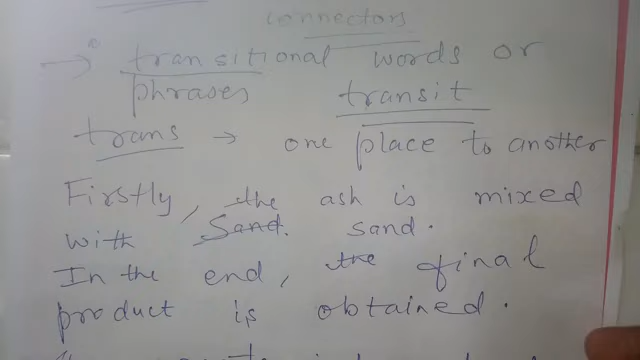 connectors
→ transitional words or
phrases transit
trans → one place to another
Firstly, the ash is mixed
with Sand. sand.
In the end, the final
product is obtained.